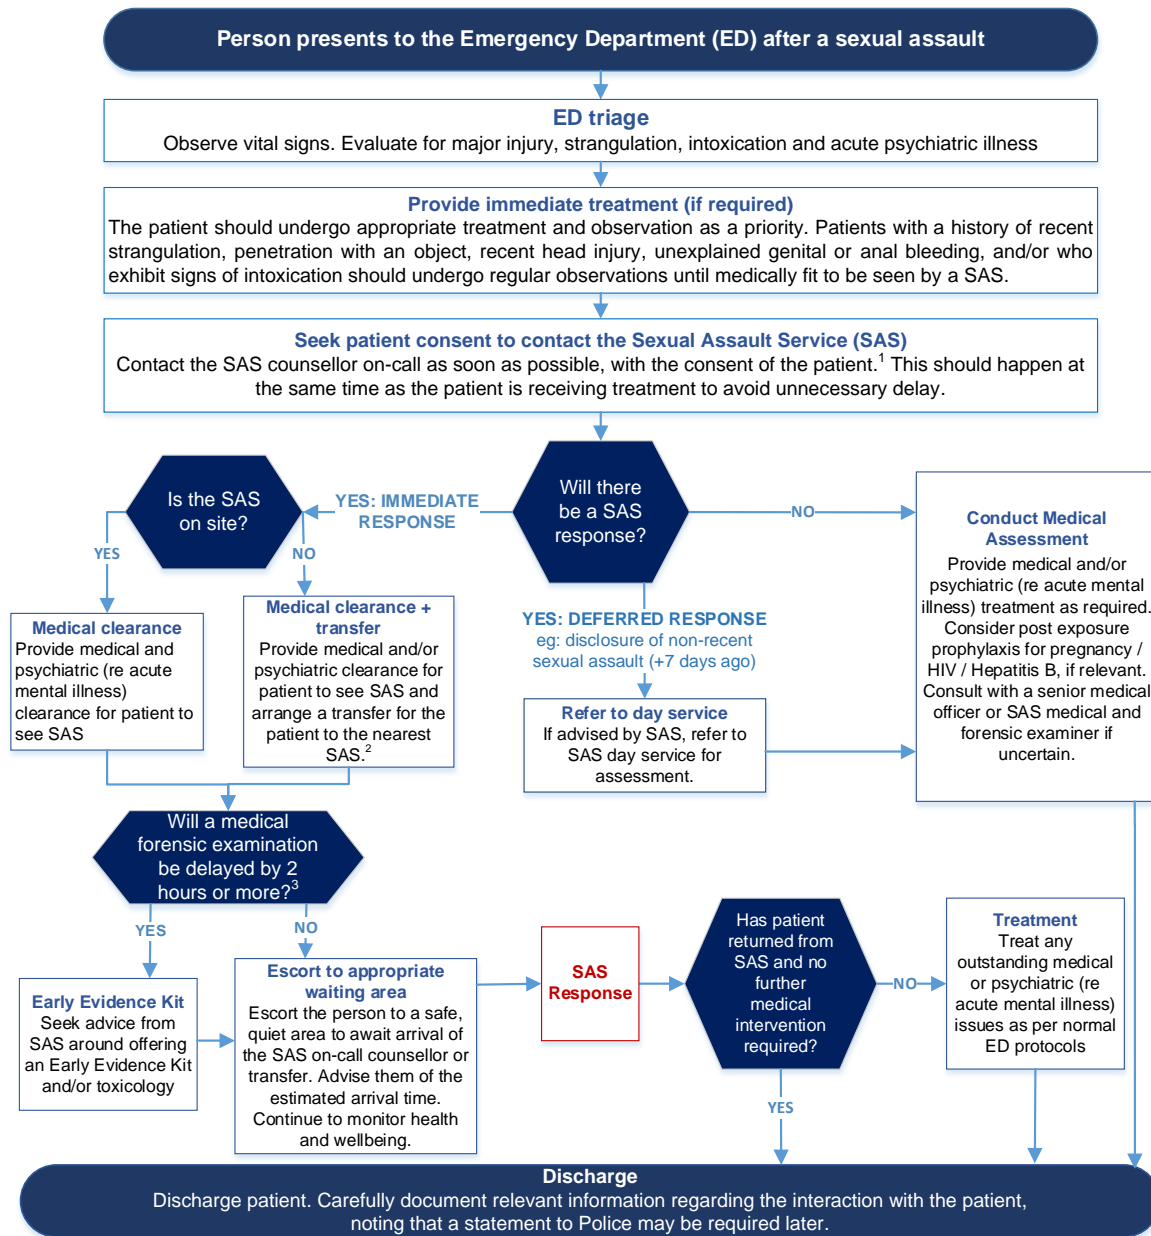 Person presents to the Emergency Department (ED) after a sexual assault
ED triage
Observe vital signs. Evaluate for major injury, strangulation, intoxication and acute psychiatric illness
Provide immediate treatment (if required)
The patient should undergo appropriate treatment and observation as a priority. Patients with a history of recent
strangulation, penetration with an object, recent head injury, unexplained genital or anal bleeding, and/or who
exhibit signs of intoxication should undergo regular observations until medically fit to be seen by a SAS.
Seek patient consent to contact the Sexual Assault Service (SAS)
Contact the SAS counsellor on-call as soon as possible, with the consent of the patient.1 This should happen at
the same time as the patient is receiving treatment to avoid unnecessary delay.
Will there
be a SAS
response?
YES: IMMEDIATE
RESPONSE
Is the SAS
on site?
YES
NO
Medical clearance
Provide medical and
psychiatric (re acute
mental illness)
clearance for patient to
see SAS
Medical clearance +
transfer
Provide medical and/or
psychiatric clearance for
patient to see SAS and
arrange a transfer for the
patient to the nearest
SAS.2
YES: DEFERRED RESPONSE
eg: disclosure of non-recent
sexual assault (+7 days ago)
Refer to day service
If advised by SAS, refer to
SAS day service for
assessment.
NO
Conduct Medical
Assessment
Provide medical and/or
psychiatric (re acute mental
illness) treatment as required.
Consider post exposure
prophylaxis for pregnancy /
HIV / Hepatitis B, if relevant.
Consult with a senior medical
officer or SAS medical and
forensic examiner if
uncertain.
Will a medical
forensic examination
be delayed by 2
hours or more?3
YES
NO
Early Evidence Kit
Seek advice from
SAS around offering
an Early Evidence Kit
and/or toxicology
Escort to appropriate
waiting area
Escort the person to a safe,
quiet area to await arrival of
the SAS on-call counsellor or
transfer. Advise them of the
estimated arrival time.
Continue to monitor health
and wellbeing.
SAS
Response
Has patient
returned from
SAS and no
further
medical
intervention
required?
NO
YES
Treatment
Treat any
outstanding medical
or psychiatric (re
acute mental illness)
issues as per normal
ED protocols
Discharge
Discharge patient. Carefully document relevant information regarding the interaction with the patient,
noting that a statement to Police may be required later.